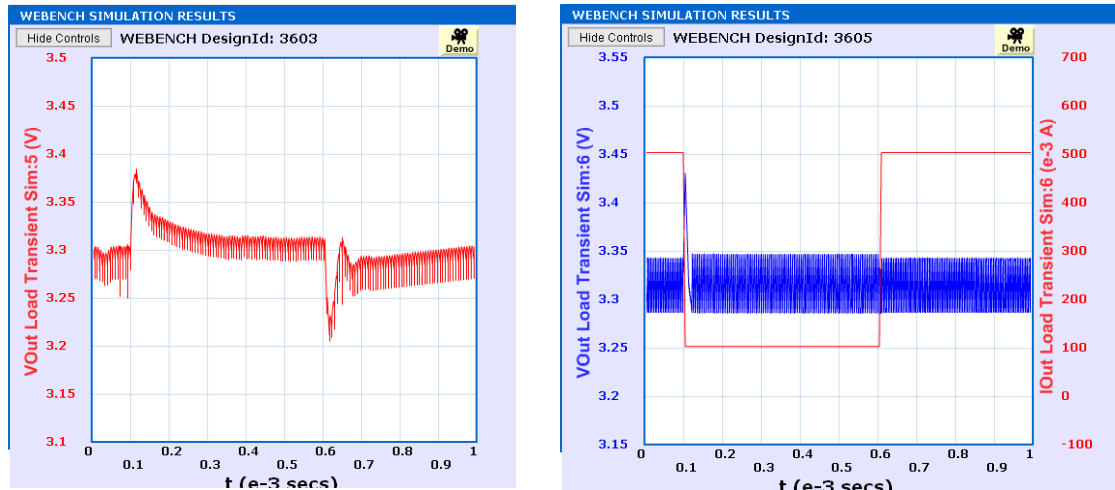 WEBENCH SIMULATION RESULTS
Hide Controls WEBENCH DesignId: 3603
Demo
VOut Load Transient Sim:5 (V)
3.5
3.45
3.4
3.35
3.3
3.25
3.2
3.15
3.1
0 0.2 0.4 0.6 0.8 1
0.1 0.3 0.5 0.7 0.9
t (e-3 secs)
WEBENCH SIMULATION RESULTS
Hide Controls WEBENCH DesignId: 3605
Demo
VOut Load Transient Sim:6 (V)
3.55
3.5
3.45
3.4
3.35
3.3
3.25
3.2
3.15
IOut Load Transient Sim:6 (e-3 A)
700
600
500
400
300
200
100
0
-100
0 0.2 0.4 0.6 0.8 1
0.1 0.3 0.5 0.7 0.9
t (e-3 secs)